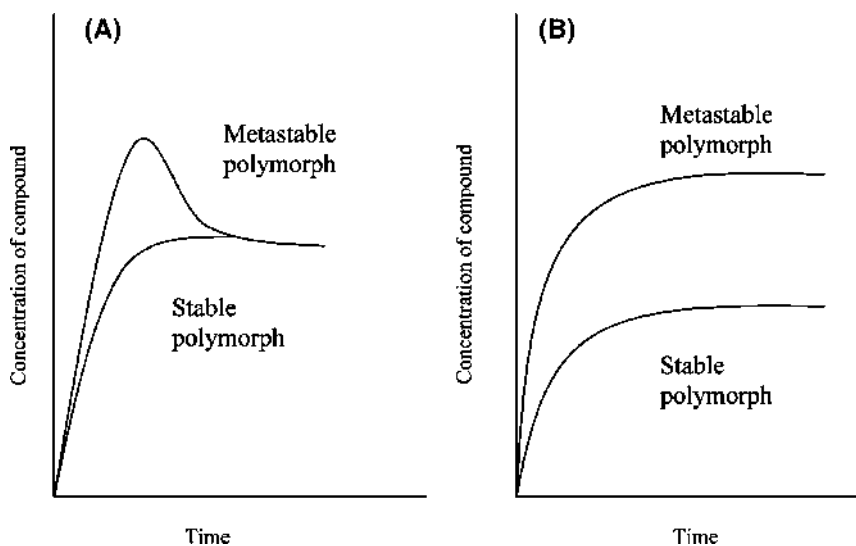 (A)
Concentration of compound
Metastable
polymorph
Stable
polymorph
Time
(B)
Concentration of compound
Metastable
polymorph
Stable
polymorph
Time